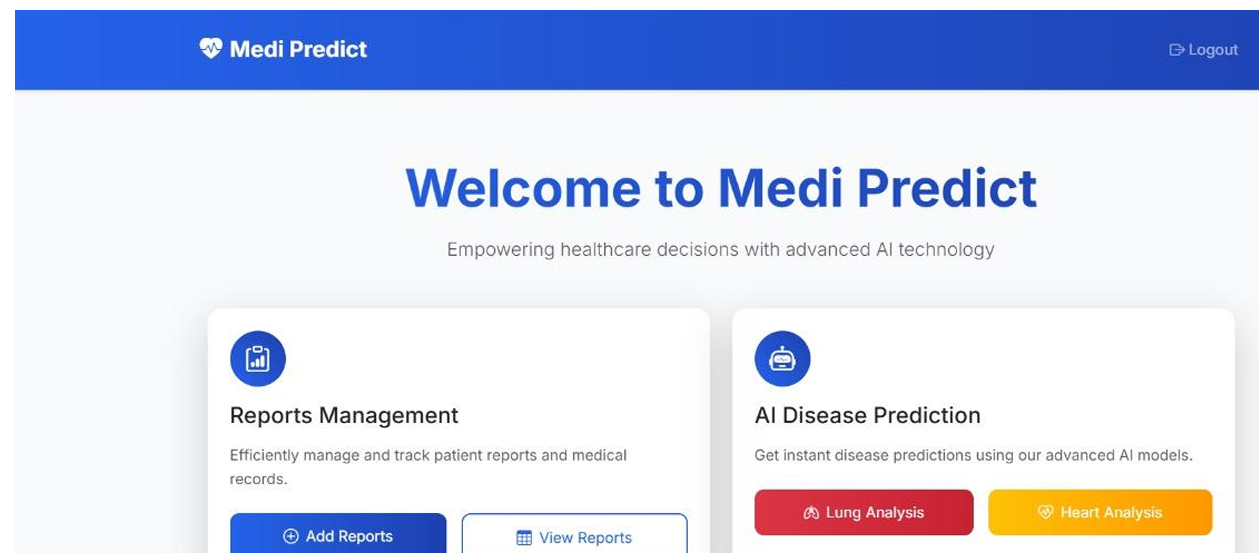 Medi Predict
Logout
Welcome to Medi Predict
Empowering healthcare decisions with advanced AI technology
Reports Management
Efficiently manage and track patient reports and medical
records.
Add Reports
View Reports
AI Disease Prediction
Get instant disease predictions using our advanced AI models.
Lung Analysis
Heart Analysis